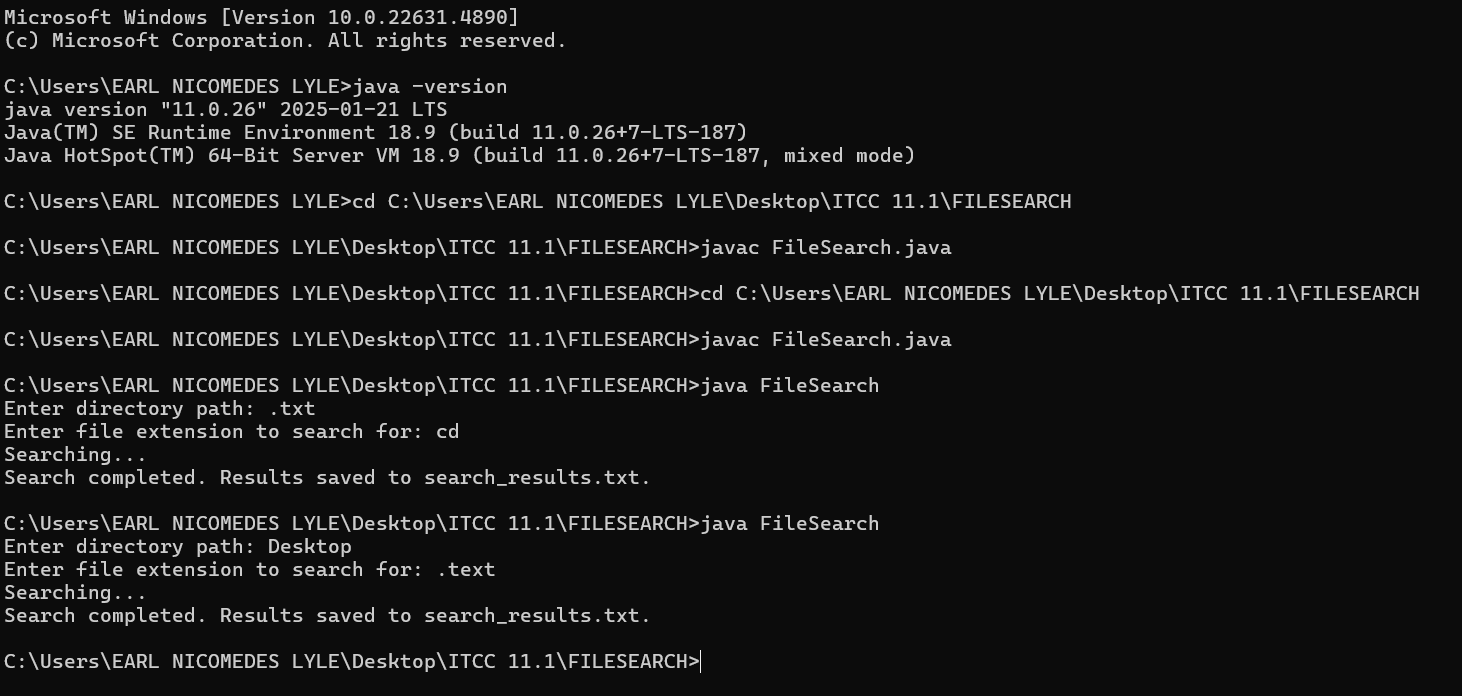 Microsoft Windows [Version 10.0.22631.4890]
(c) Microsoft Corporation. All rights reserved.
C:\Users\EARL NICOMEDES LYLE>java -version
java version "11.0.26" 2025-01-21 LTS
Java(TM) SE Runtime Environment 18.9 (build 11.0.26+7-LTS-187)
Java HotSpot(TM) 64-Bit Server VM 18.9 (build 11.0.26+7-LTS-187, mixed mode)
C:\Users\EARL NICOMEDES LYLE>cd C:\Users\EARL NICOMEDES LYLE\Desktop\ITCC 11.1\FILESEARCH
C:\Users\EARL NICOMEDES LYLE\Desktop\ITCC 11.1\FILESEARCH>javac FileSearch.java
C:\Users\EARL NICOMEDES LYLE\Desktop\ITCC 11.1\FILESEARCH>cd C:\Users\EARL NICOMEDES LYLE\Desktop\ITCC 11.1\FILESEARCH
C:\Users\EARL NICOMEDES LYLE\Desktop\ITCC 11.1\FILESEARCH>javac FileSearch.java
C:\Users\EARL NICOMEDES LYLE\Desktop\ITCC 11.1\FILESEARCH>java FileSearch
Enter directory path: .txt
Enter file extension to search for: cd
Searching...
Search completed. Results saved to search_results.txt.
C:\Users\EARL NICOMEDES LYLE\Desktop\ITCC 11.1\FILESEARCH>java FileSearch
Enter directory path: Desktop
Enter file extension to search for: .text
Searching...
Search completed. Results saved to search_results.txt.
C:\Users\EARL NICOMEDES LYLE\Desktop\ITCC 11.1\FILESEARCH>